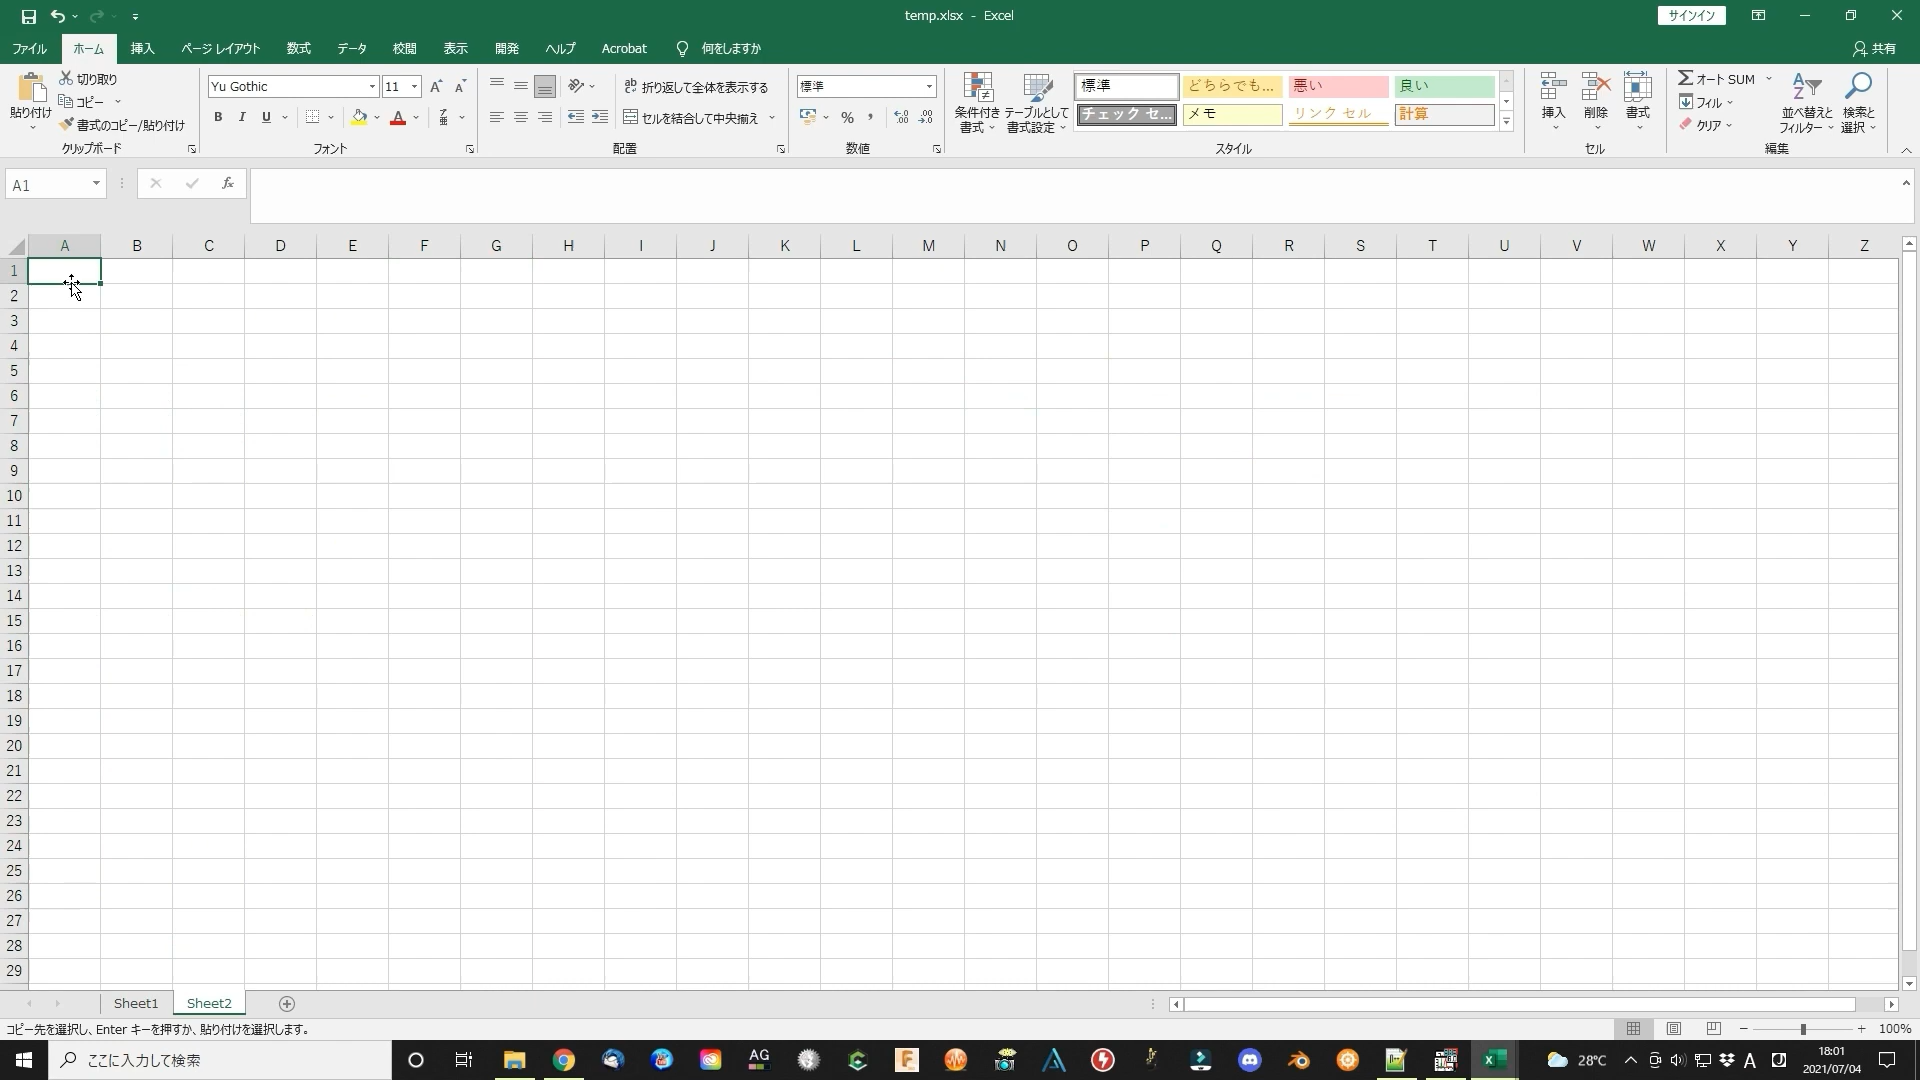 temp.xlsx - Excel
サインイン
ファイル ホーム 挿入 ページ レイアウト 数式 データ 校閲 表示 開発 ヘルプ Acrobat 何をしますか 共有
貼り付け
切り取り
コピー
書式のコピー/貼り付け
クリップボード
Yu Gothic 11
B I U
フォント
折り返して全体を表示する
セルを結合して中央揃え
配置
標準
%
数値
条件付き書式
テーブルとして書式設定
標準 どちらでも... 悪い 良い
チェック セ... メモ リンク セル 計算
スタイル
挿入 削除 書式
セル
オート SUM
フィル
クリア
並べ替えとフィルター
検索と選択
編集
A1
fx
A B C D E F G H I J K L M N O P Q R S T U V W X Y Z
1
2
3
4
5
6
7
8
9
10
11
12
13
14
15
16
17
18
19
20
21
22
23
24
25
26
27
28
29
Sheet1 Sheet2
コピー先を選択し、Enter キーを押すか、貼り付けを選択します。
100%
ここに入力して検索
AG
28°C
A
18:01
2021/07/04